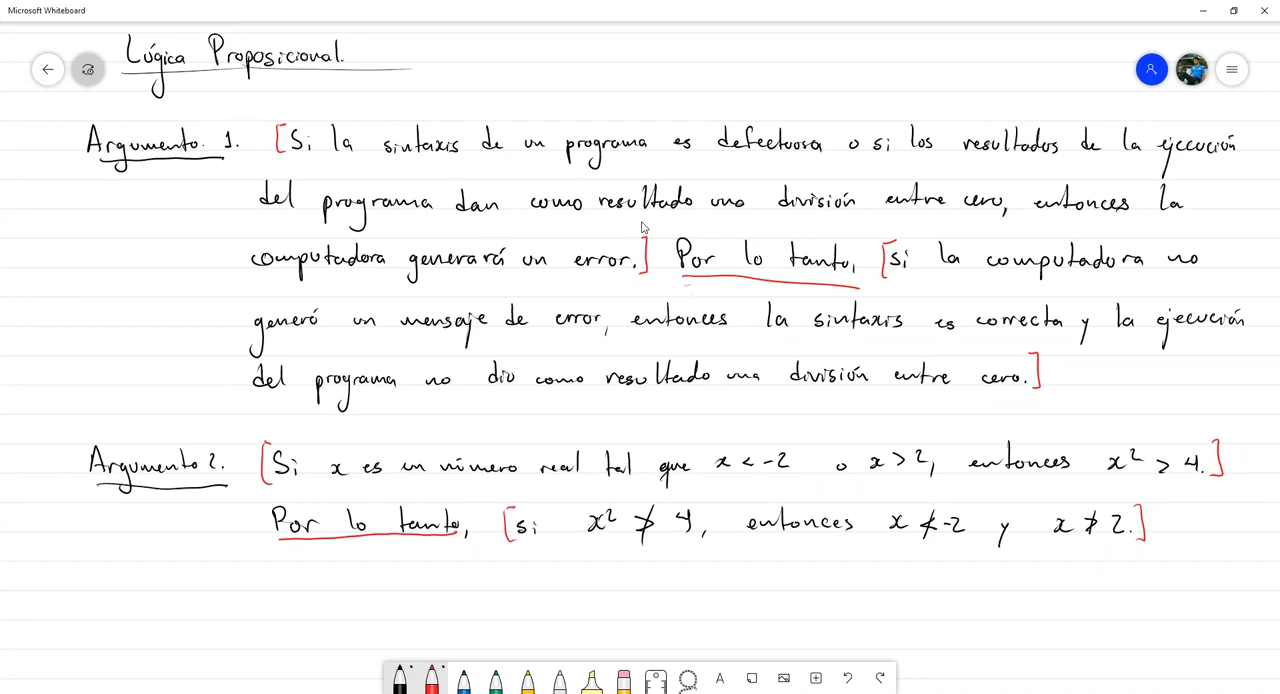 Microsoft Whiteboard
Lógica Proposicional.
Argumento 1. [Si la sintaxis de un programa es defectuosa o si los resultados de la ejecución
del programa dan como resultado una división entre cero, entonces la
computadora generará un error.] Por lo tanto, [si la computadora no
generó un mensaje de error, entonces la sintaxis es correcta y la ejecución
del programa no dio como resultado una división entre cero.]
Argumento 2. [Si x es un número real tal que x < -2 o x > 2, entonces x² > 4.]
Por lo tanto, [si x² ≯ 4, entonces x ≮ -2 y x ≯ 2.]
A